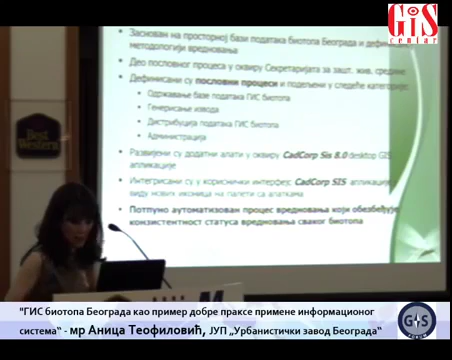 GiS
centar
Заснован на просторној бази података биотопа Београда и
методологији вредновања
Део пословног процеса у оквиру Секретаријата за зашт. жив. средине
Дефинисани су пословни процеси и подељени у следеће категорије:
Одржавање базе података ГИС биотопа
Генерисање извода
Дистрибуција података ГИС биотопа
Администрација
Развијени су додатни алати у оквиру CadCorp Sis 8.0 desktop GIS
апликације
Интегрисани су у кориснички интерфејс CadCorp SIS
виду нових иконица на палети са алаткама
Потпуно аутоматизован процес вредновања који обезбеђује
конзистентност статуса вредновања сваког биотопа
Best
Western
"ГИС биотопа Београда као пример добре праксе примене информационог
система“ - мр Аница Теофиловић, ЈУП „Урбанистички завод Београда“
GiS